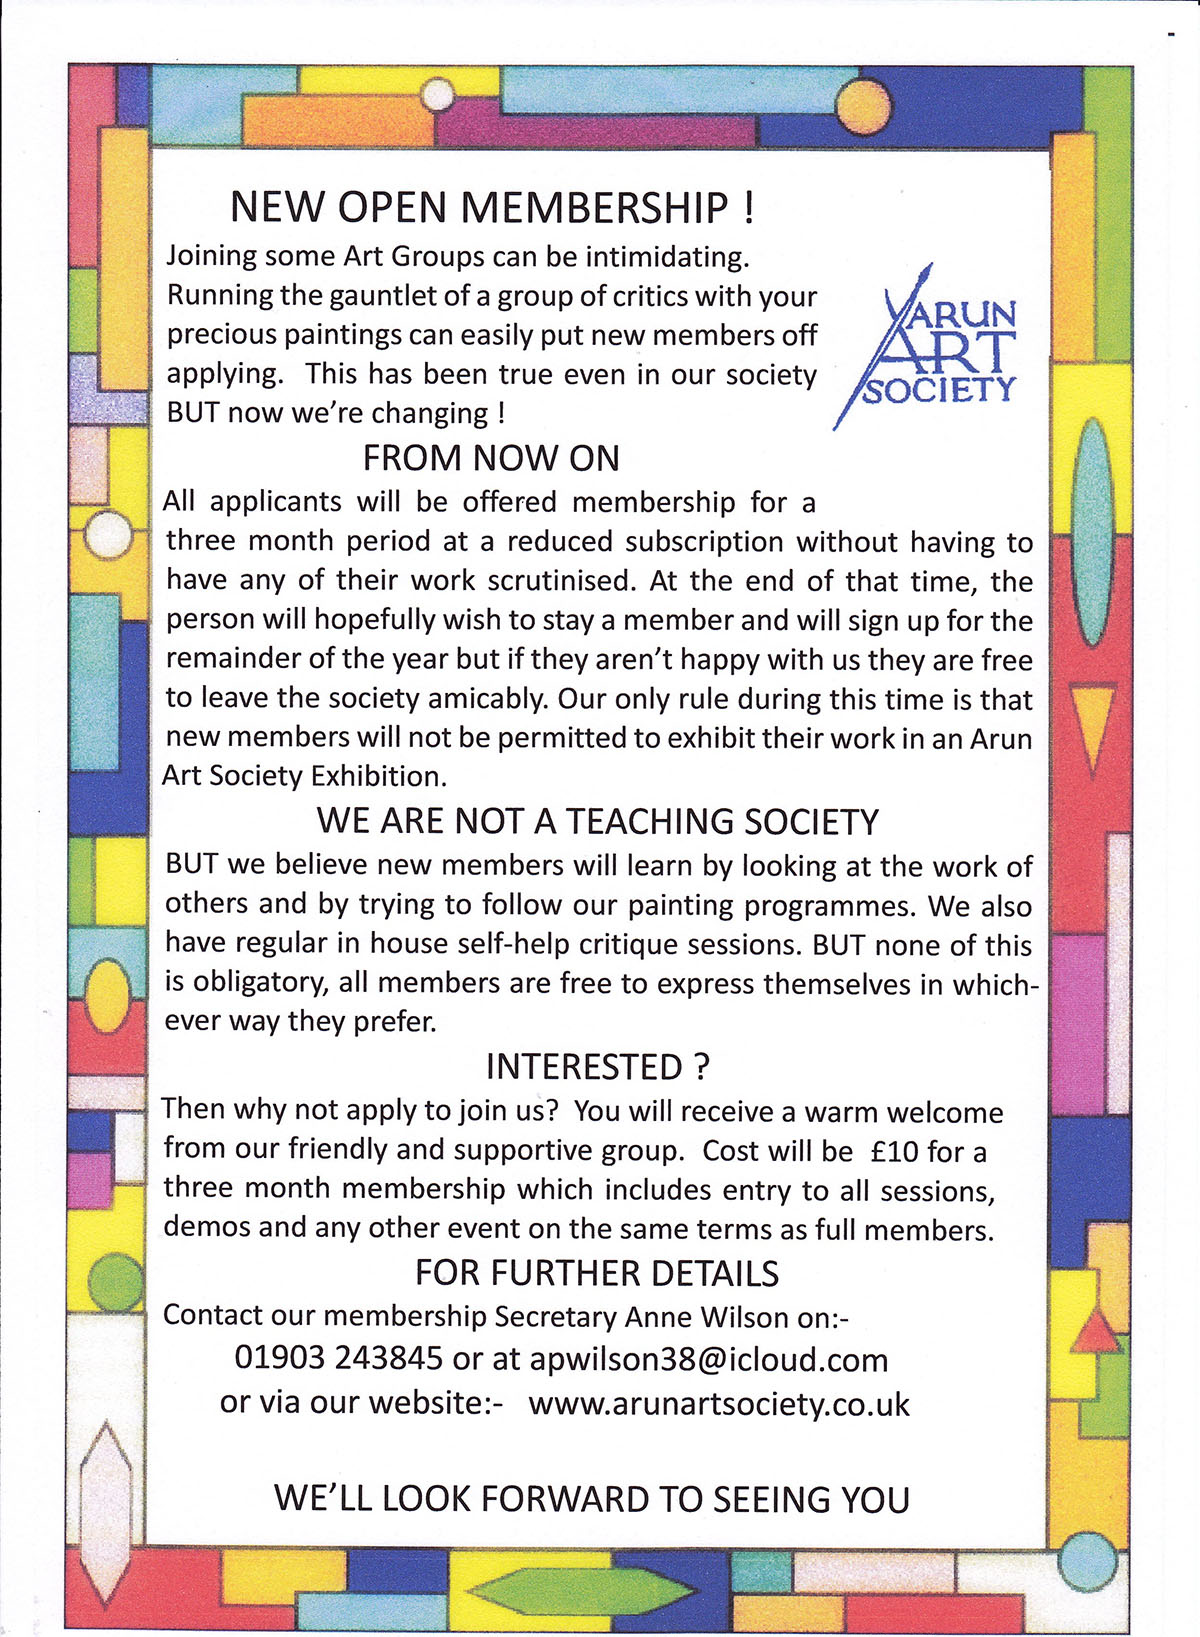 NEW OPEN MEMBERSHIP !
Joining some Art Groups can be intimidating.
Running the gauntlet of a group of critics with your
precious paintings can easily put new members off
applying.  This has been true even in our society
BUT now we're changing !
ARUN
ART
SOCIETY
FROM NOW ON
All applicants will be offered membership for a
three month period at a reduced subscription without having to
have any of their work scrutinised. At the end of that time, the
person will hopefully wish to stay a member and will sign up for the
remainder of the year but if they aren't happy with us they are free
to leave the society amicably. Our only rule during this time is that
new members will not be permitted to exhibit their work in an Arun
Art Society Exhibition.
WE ARE NOT A TEACHING SOCIETY
BUT we believe new members will learn by looking at the work of
others and by trying to follow our painting programmes. We also
have regular in house self-help critique sessions. BUT none of this
is obligatory, all members are free to express themselves in which-
ever way they prefer.
INTERESTED ?
Then why not apply to join us?  You will receive a warm welcome
from our friendly and supportive group.  Cost will be  £10 for a
three month membership which includes entry to all sessions,
demos and any other event on the same terms as full members.
FOR FURTHER DETAILS
Contact our membership Secretary Anne Wilson on:-
01903 243845 or at apwilson38@icloud.com
or via our website:-   www.arunartsociety.co.uk
WE'LL LOOK FORWARD TO SEEING YOU